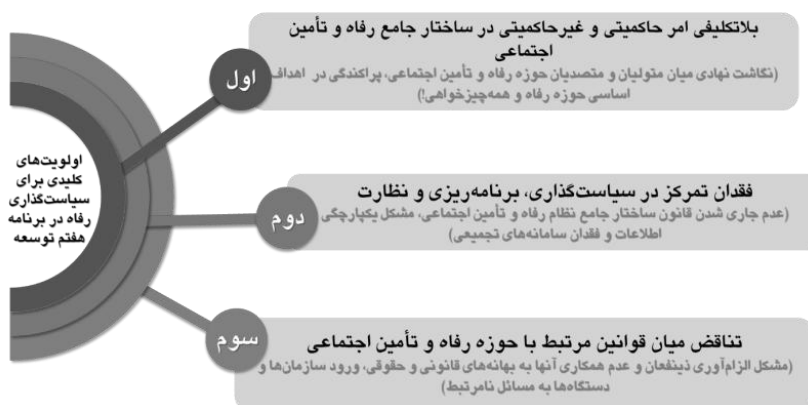 اولویت‌های
کلیدی برای
سیاست‌گذاری
رفاه در برنامه
هفتم توسعه
اول
بلاتکلیفی امر حاکمیتی و غیرحاکمیتی در ساختار جامع رفاه و تأمین
اجتماعی
(نگاشت نهادی میان متولیان و متصدیان حوزه رفاه و تأمین اجتماعی، پراکندگی در اهداف
اساسی حوزه رفاه و همه‌چیزخواهی!)
دوم
فقدان تمرکز در سیاست‌گذاری، برنامه‌ریزی و نظارت
(عدم جاری شدن قانون ساختار جامع نظام رفاه و تأمین اجتماعی، مشکل یکپارچگی
اطلاعات و فقدان سامانه‌های تجمیعی)
سوم
تناقض میان قوانین مرتبط با حوزه رفاه و تأمین اجتماعی
(مشکل الزام‌آوری ذینفعان و عدم همکاری آنها به بهانه‌های قانونی و حقوقی، ورود سازمان‌ها و
دستگاه‌ها به مسائل نامرتبط)